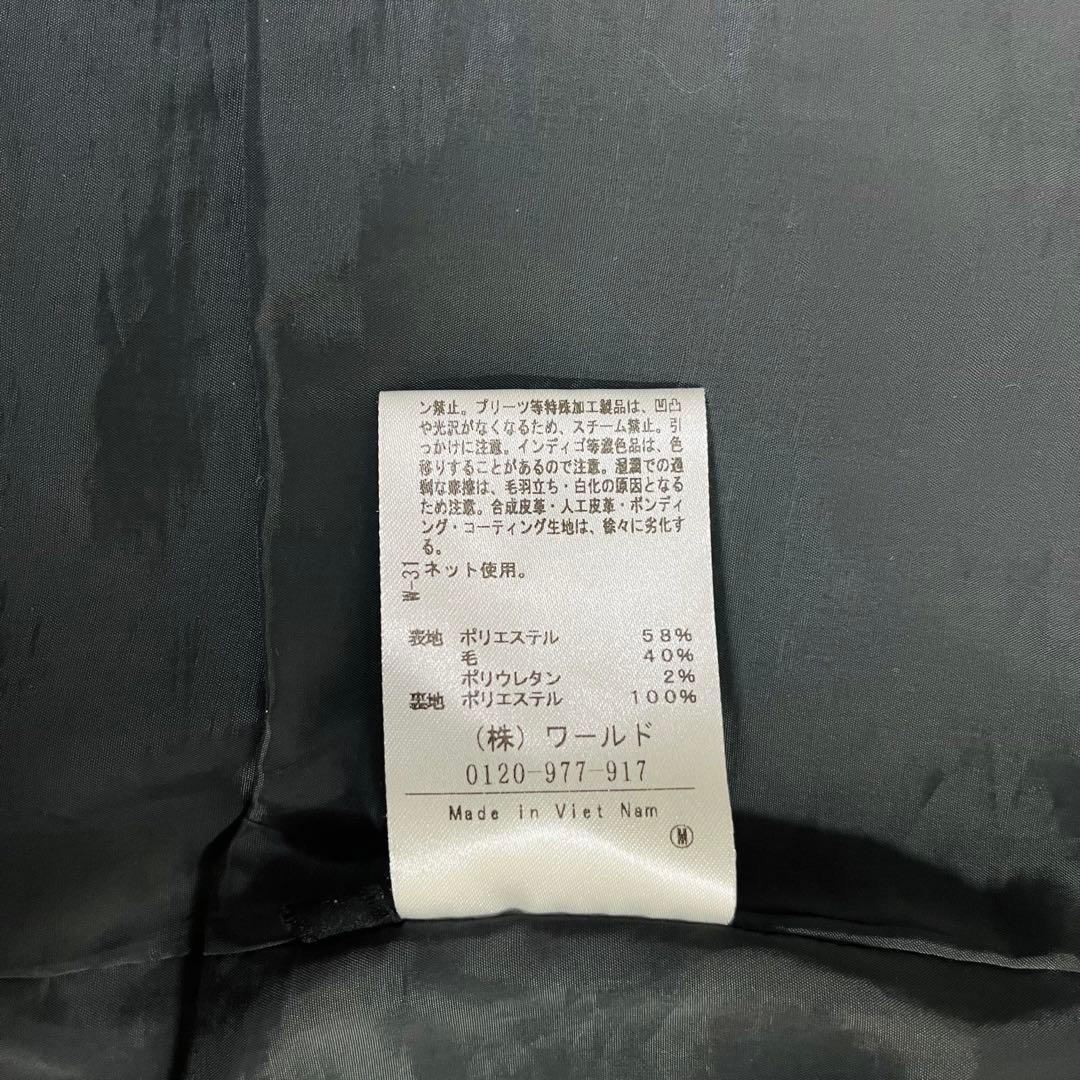 ン禁止。プリーツ等特殊加工製品は、凹凸
や光沢がなくなるため、スチーム禁止。引
っかけに注意。インディゴ等濃色品は、色
移りすることがあるので注意。湿潤での過
剰な摩擦は、毛羽立ち・白化の原因となる
ため注意。合成皮革・人工皮革・ボンディ
ング・コーティング生地は、徐々に劣化す
る。
W-31
ネット使用。
表地 ポリエステル 58%
毛 40%
ポリウレタン 2%
裏地 ポリエステル 100%
(株)ワールド
0120-977-917
Made in Viet Nam
M